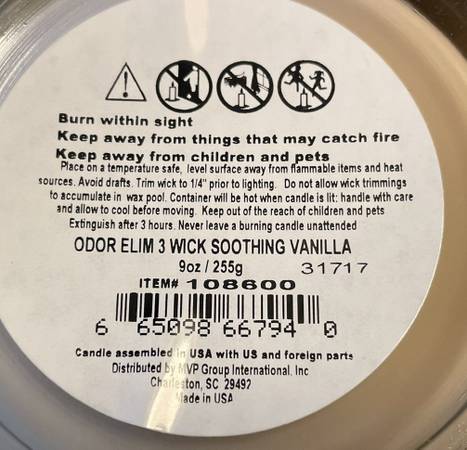 Burn within sight
Keep away from things that may catch fire
Keep away from children and pets
Place on a temperature safe, level surface away from flammable items and heat
sources. Avoid drafts. Trim wick to 1/4" prior to lighting. Do not allow wick trimmings
to accumulate in wax pool. Container will be hot when candle is lit: handle with care
and allow to cool before moving. Keep out of the reach of children and pets
Extinguish after 3 hours. Never leave a burning candle unattended
ODOR ELIM 3 WICK SOOTHING VANILLA
9oz / 255g 31717
ITEM# 108600
6 65098 66794 0
Candle assembled in USA with US and foreign parts
Distributed by MVP Group International, Inc
Charleston, SC 29492
Made in USA